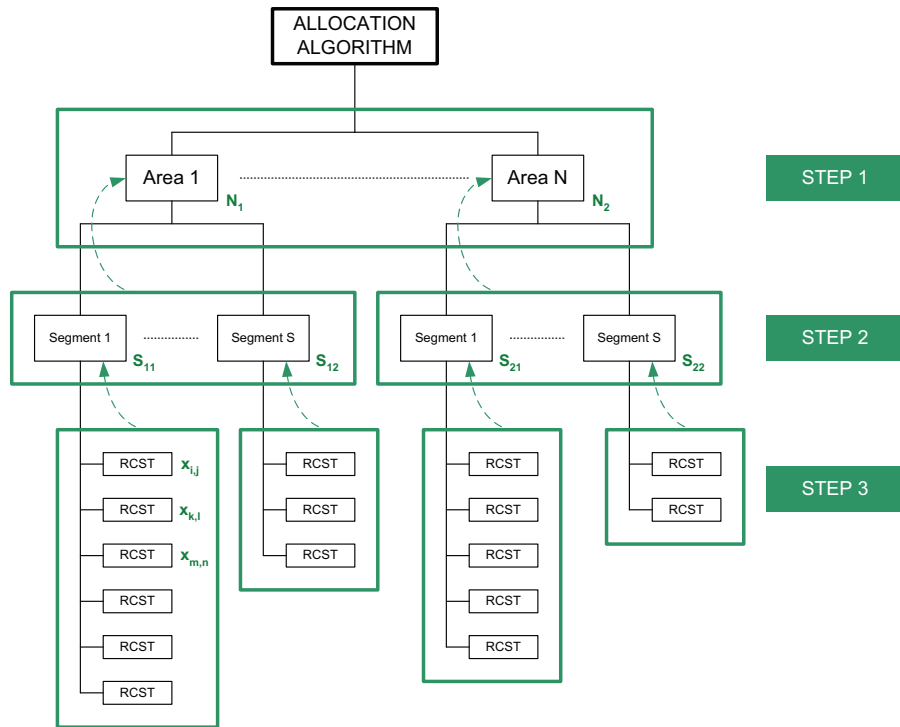 ALLOCATION
ALGORITHM
Area 1
Area N
STEP 1
N1
N2
Segment 1
Segment S
Segment 1
Segment S
STEP 2
S11
S12
S21
S22
RCST
xi,j
RCST
RCST
RCST
STEP 3
RCST
xk,l
RCST
RCST
RCST
RCST
xm,n
RCST
RCST
RCST
RCST
RCST
RCST
RCST